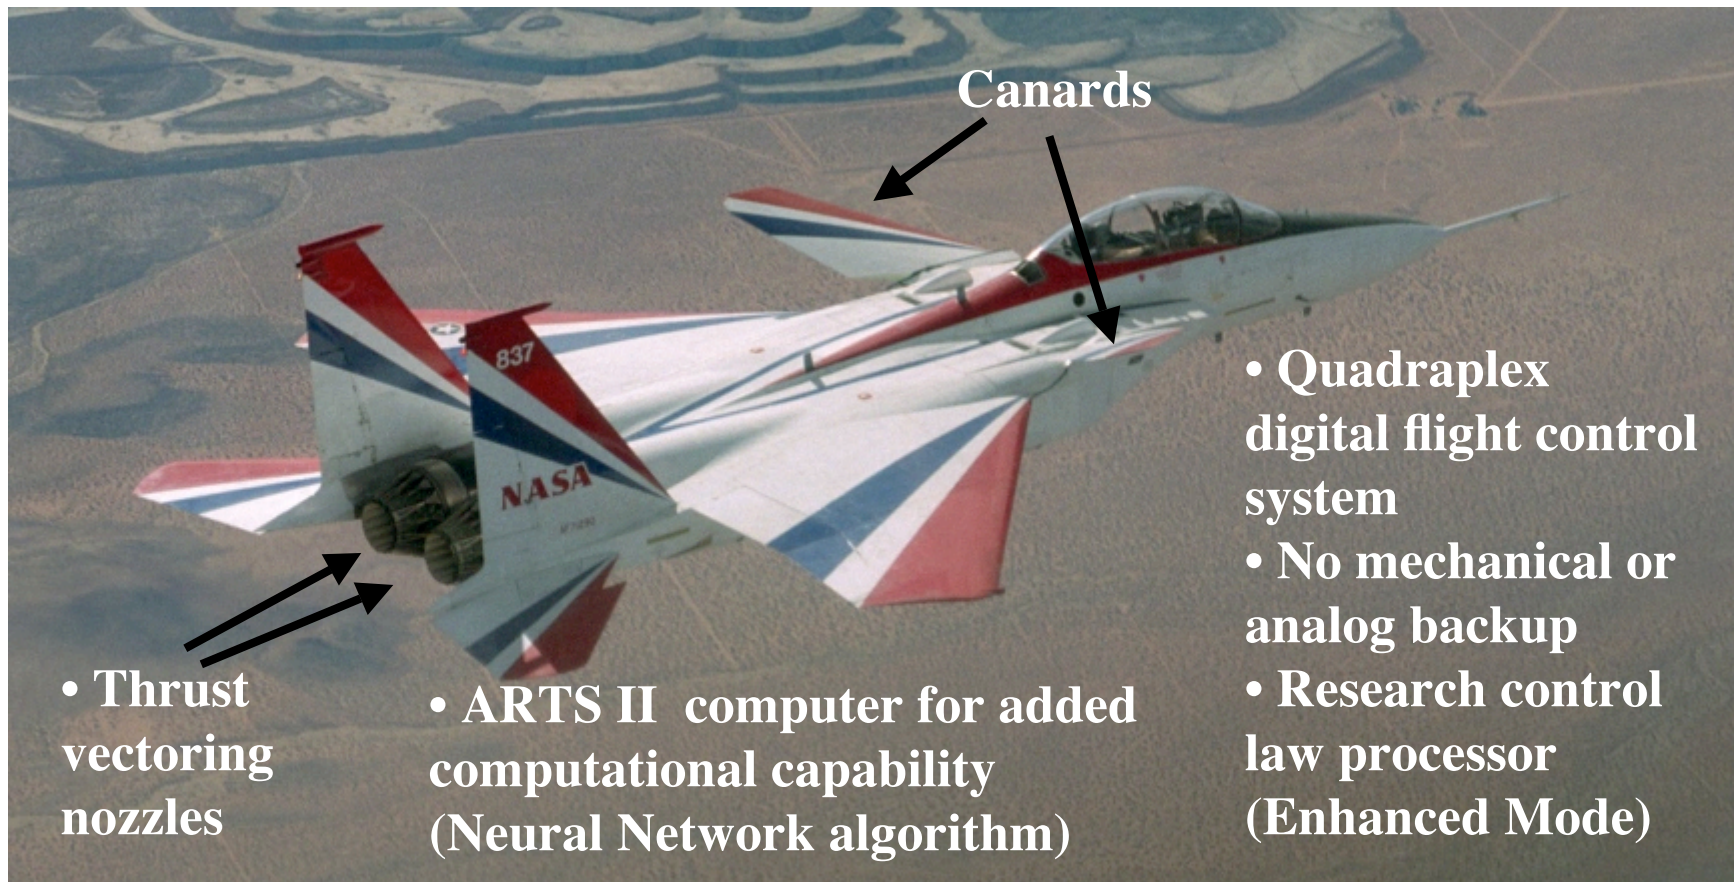 Canards
837
NASA
• Quadraplex
digital flight control
system
• No mechanical or
analog backup
• Research control
law processor
(Enhanced Mode)
• Thrust
vectoring
nozzles
• ARTS II computer for added
computational capability
(Neural Network algorithm)